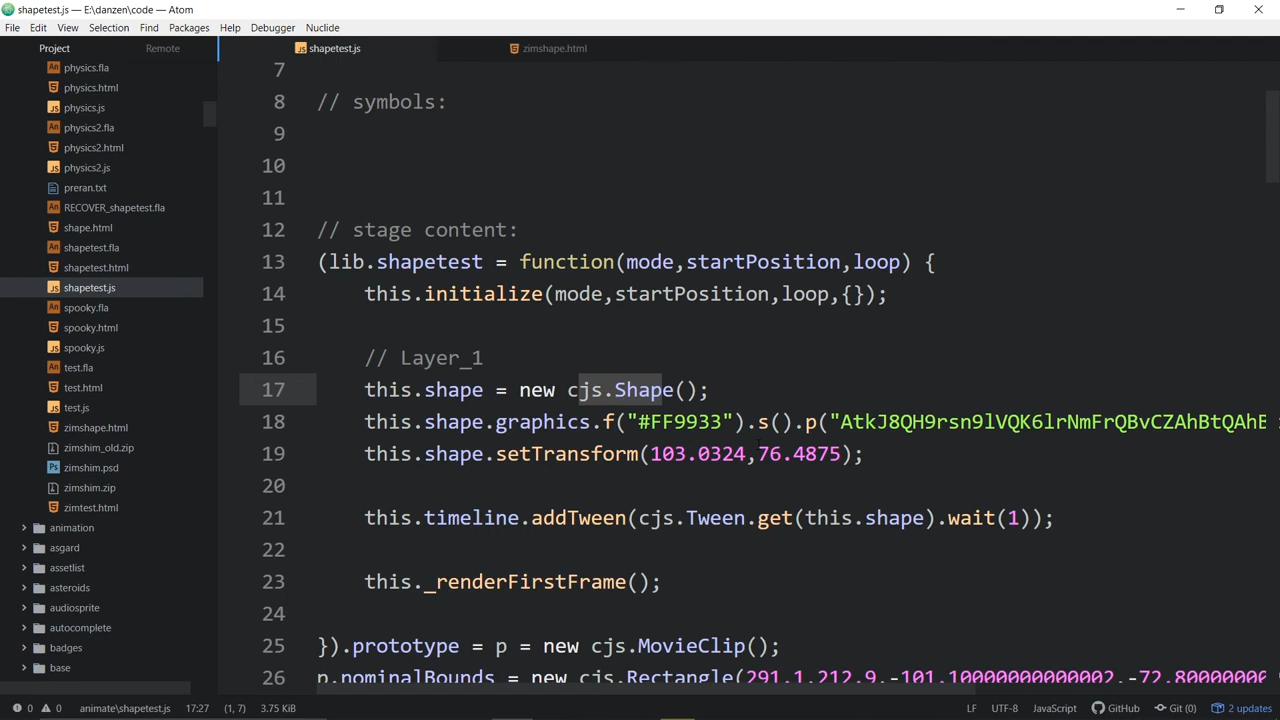 shapetest.js — E:\danzen\code — Atom
File Edit View Selection Find Packages Help Debugger Nuclide
Project Remote
physics.fla
physics.html
physics.js
physics2.fla
physics2.html
physics2.js
preran.txt
RECOVER_shapetest.fla
shape.html
shapetest.fla
shapetest.html
shapetest.js
spooky.fla
spooky.html
spooky.js
test.fla
test.html
test.js
zimshape.html
zimshim_old.zip
zimshim.psd
zimshim.zip
zimtest.html
animation
asgard
assetlist
asteroids
audiosprite
autocomplete
badges
base
shapetest.js zimshape.html
7
8 // symbols:
9
10
11
12 // stage content:
13 (lib.shapetest = function(mode,startPosition,loop) {
14 this.initialize(mode,startPosition,loop,{});
15
16 // Layer_1
17 this.shape = new cjs.Shape();
18 this.shape.graphics.f("#FF9933").s().p("AtkJ8QH9rsn9lVQK6lrNmFrQBvCZAhBtQAhB
19 this.shape.setTransform(103.0324,76.4875);
20
21 this.timeline.addTween(cjs.Tween.get(this.shape).wait(1));
22
23 this._renderFirstFrame();
24
25 }).prototype = p = new cjs.MovieClip();
26 p.nominalBounds = new cjs.Rectangle(291.1,212.9,-101.10000000000002,-72.80000000
0 0 animate\shapetest.js 17:27 (1, 7) 3.75 KiB LF UTF-8 JavaScript GitHub Git (0) 2 updates